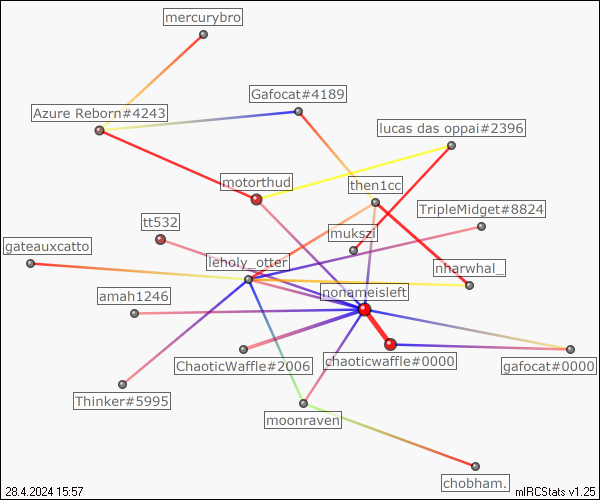 mercurybro
Gafocat#4189
Azure Reborn#4243
lucas das oppai#2396
motorthud
then1cc
TripleMidget#8824
tt532
mukszi
gateauxcatto
leholy_otter
nharwhal_
nonameisleft
amah1246
ChaoticWaffle#2006
chaoticwaffle#0000
gafocat#0000
Thinker#5995
moonraven
chobham.
28.4.2024 15:57
mIRCStats v1.25